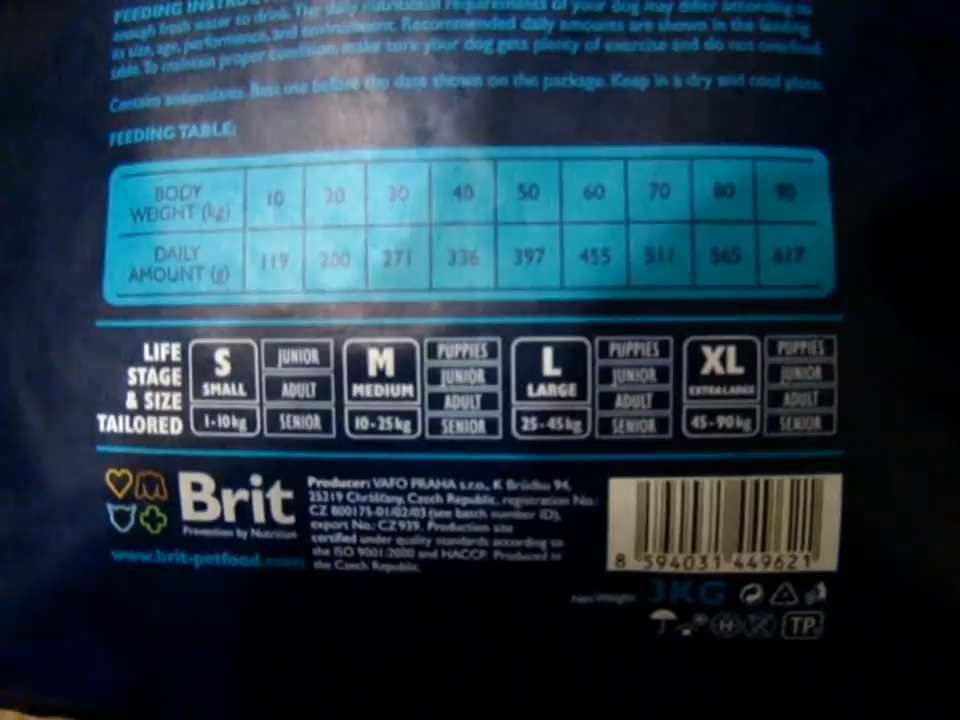 FEEDING
enough fresh water to drink. The daily nutritional requirements of your dog may differ according to
its size, age, performance, and environment. Recommended daily amounts are shown in the feeding
table. To maintain proper condition, make sure your dog gets plenty of exercise and do not overfeed
Contains antioxidants. Best use before the date shown on the package. Keep in a dry and cool place.
FEEDING TABLE:
BODY WEIGHT (kg) 10 20 30 40 50 60 70 80 90
DAILY AMOUNT (g) 119 200 271 336 397 455 511 565 617
LIFE STAGE & SIZE TAILORED
S SMALL 1-10kg
JUNIOR
ADULT
SENIOR
M MEDIUM 10-25kg
PUPPIES
JUNIOR
ADULT
SENIOR
L LARGE 25-45kg
PUPPIES
JUNIOR
ADULT
SENIOR
XL EXTRA LARGE 45-90kg
PUPPIES
JUNIOR
ADULT
SENIOR
Brit
Prevention by Nutrition
www.brit-petfood.com
Producer: VAFO PRAHA s.r.o., K Brůdku 94,
25219 Chrášťany, Czech Republic, registration No.:
CZ 800175-01/02/03 (see batch number ID),
export No.: CZ 939. Production site
certified under quality standards according to
the ISO 9001:2000 and HACCP. Produced in
the Czech Republic.
8 594031 449621
Net Weight: 3KG
TP